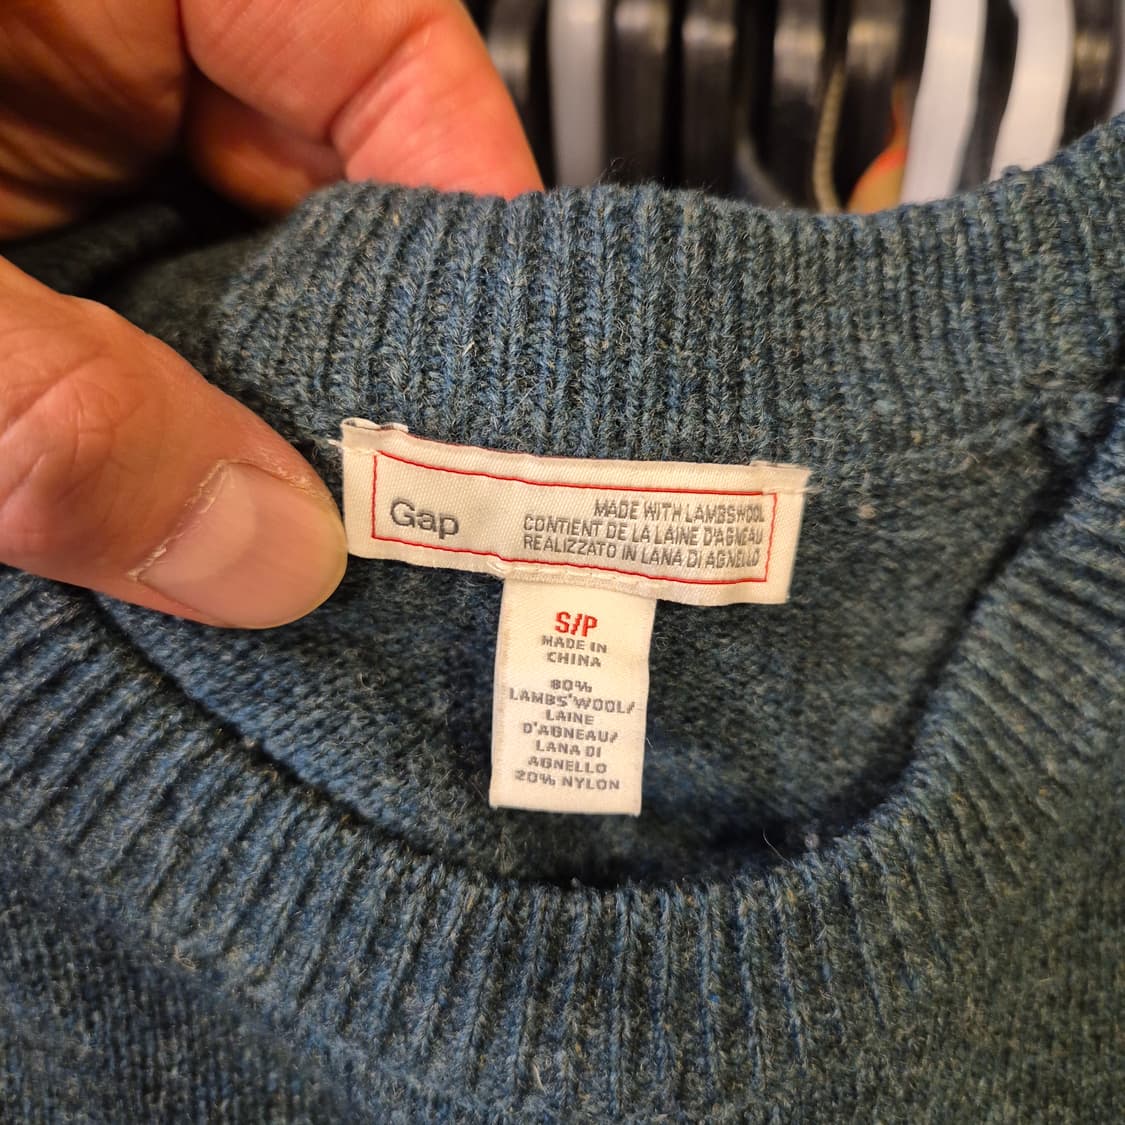 Gap
MADE WITH LAMBSWOOL
CONTIENT DE LA LAINE D'AGNEAU
REALIZZATO IN LANA DI AGNELLO
S/P
MADE IN
CHINA
80%
LAMBS'WOOL/
LAINE
D'AGNEAU/
LANA DI
AGNELLO
20% NYLON